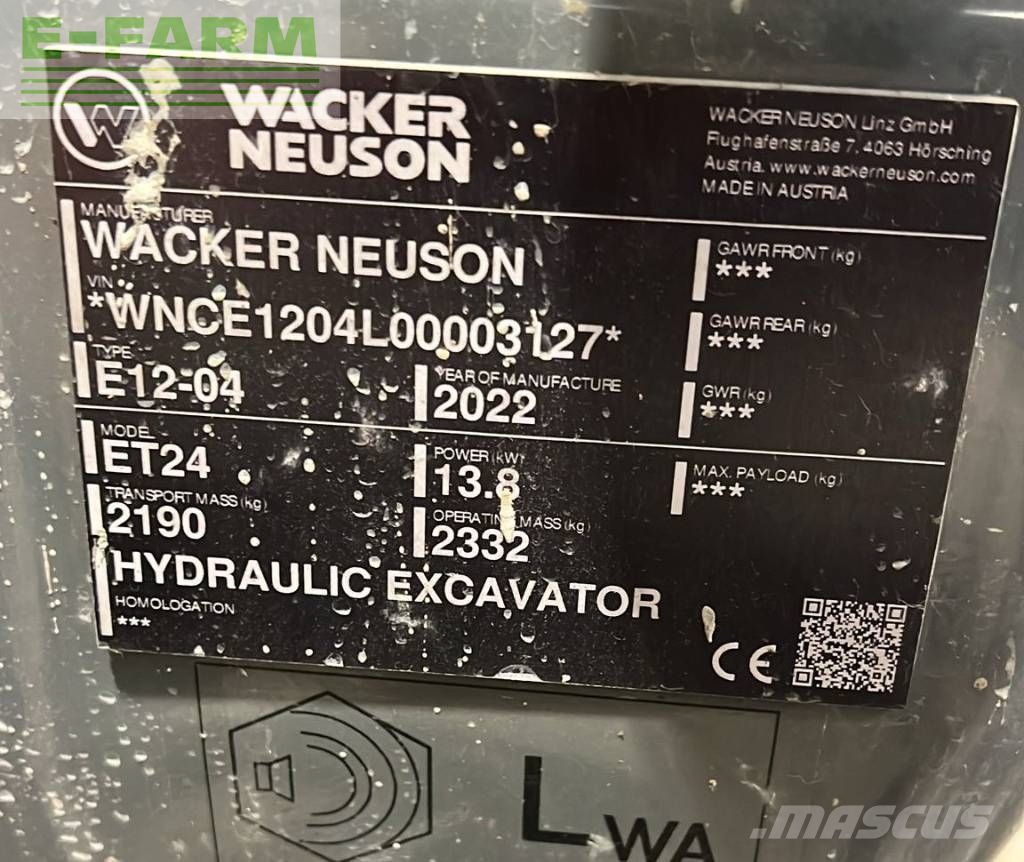 E-FARM
W
WACKER
NEUSON
WACKER NEUSON Linz GmbH
Flughafenstraße 7, 4063 Hörsching
Austria. www.wackerneuson.com
MADE IN AUSTRIA
MANUFACTURER
WACKER NEUSON
VIN
*WNCE1204L00003127*
TYPE
E12-04
YEAR OF MANUFACTURE
2022
MODEL
ET24
POWER (kW)
13.8
TRANSPORT MASS (kg)
2190
OPERATING MASS (kg)
2332
HYDRAULIC EXCAVATOR
HOMOLOGATION
***
GAWR FRONT (kg)
***
GAWR REAR (kg)
***
GWR (kg)
***
MAX. PAYLOAD (kg)
***
CE
LWA
MASCUS